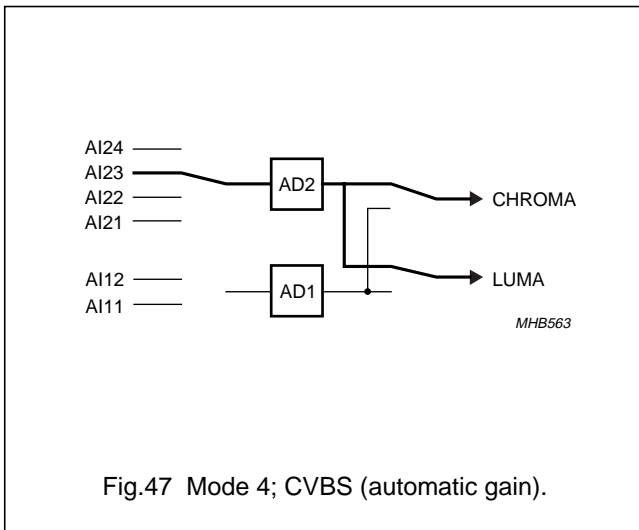 AI24
AI23
AI22
AI21
AD2
CHROMA
AI12
AI11
AD1
LUMA
MHB563
Fig.47 Mode 4; CVBS (automatic gain).